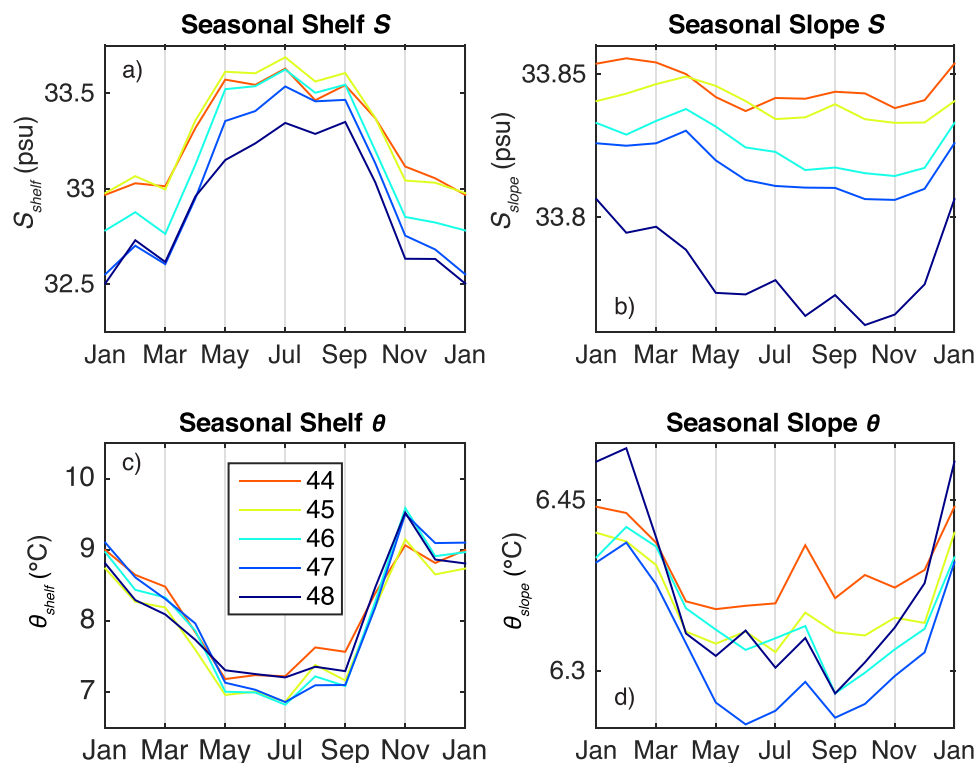 Seasonal Shelf S
Seasonal Slope S
a)
33.5
33
32.5
S_shelf (psu)
Jan Mar May Jul Sep Nov Jan
33.85
33.8
S_slope (psu)
b)
Jan Mar May Jul Sep Nov Jan
Seasonal Shelf θ
Seasonal Slope θ
c)
10
9
8
7
θ_shelf (°C)
44
45
46
47
48
Jan Mar May Jul Sep Nov Jan
6.45
6.3
θ_slope (°C)
d)
Jan Mar May Jul Sep Nov Jan